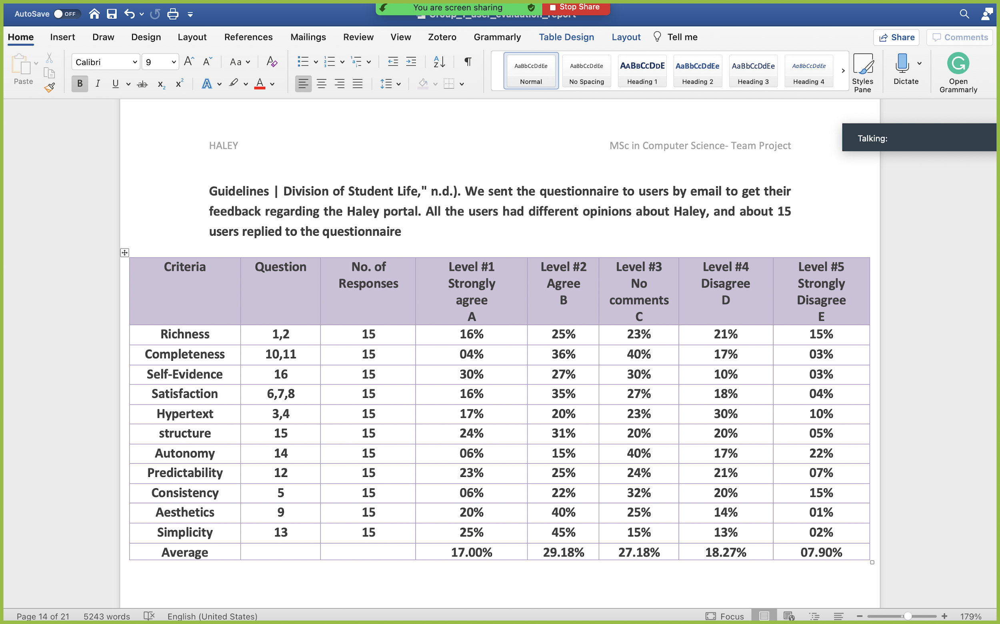 You are screen sharing Stop Share
AutoSave OFF
Group_1_user_evaluation_report
Home Insert Draw Design Layout References Mailings Review View Zotero Grammarly Table Design Layout Tell me Share Comments
Paste
Calibri 9
Aa
B I U ab x2 x2 A A
AaBbCcDdEe AaBbCcDdEe AaBbCcDdE AaBbCcDdEe AaBbCcDdEe AaBbCcDdEe
Normal No Spacing Heading 1 Heading 2 Heading 3 Heading 4
Styles Pane
Dictate
Open Grammarly
Talking:
HALEY MSc in Computer Science- Team Project
Guidelines | Division of Student Life," n.d.). We sent the questionnaire to users by email to get their
feedback regarding the Haley portal. All the users had different opinions about Haley, and about 15
users replied to the questionnaire
Criteria Question No. of Responses Level #1 Strongly agree A Level #2 Agree B Level #3 No comments C Level #4 Disagree D Level #5 Strongly Disagree E
Richness 1,2 15 16% 25% 23% 21% 15%
Completeness 10,11 15 04% 36% 40% 17% 03%
Self-Evidence 16 15 30% 27% 30% 10% 03%
Satisfaction 6,7,8 15 16% 35% 27% 18% 04%
Hypertext 3,4 15 17% 20% 23% 30% 10%
structure 15 15 24% 31% 20% 20% 05%
Autonomy 14 15 06% 15% 40% 17% 22%
Predictability 12 15 23% 25% 24% 21% 07%
Consistency 5 15 06% 22% 32% 20% 15%
Aesthetics 9 15 20% 40% 25% 14% 01%
Simplicity 13 15 25% 45% 15% 13% 02%
Average 17.00% 29.18% 27.18% 18.27% 07.90%
Page 14 of 21 5243 words English (United States) Focus 179%